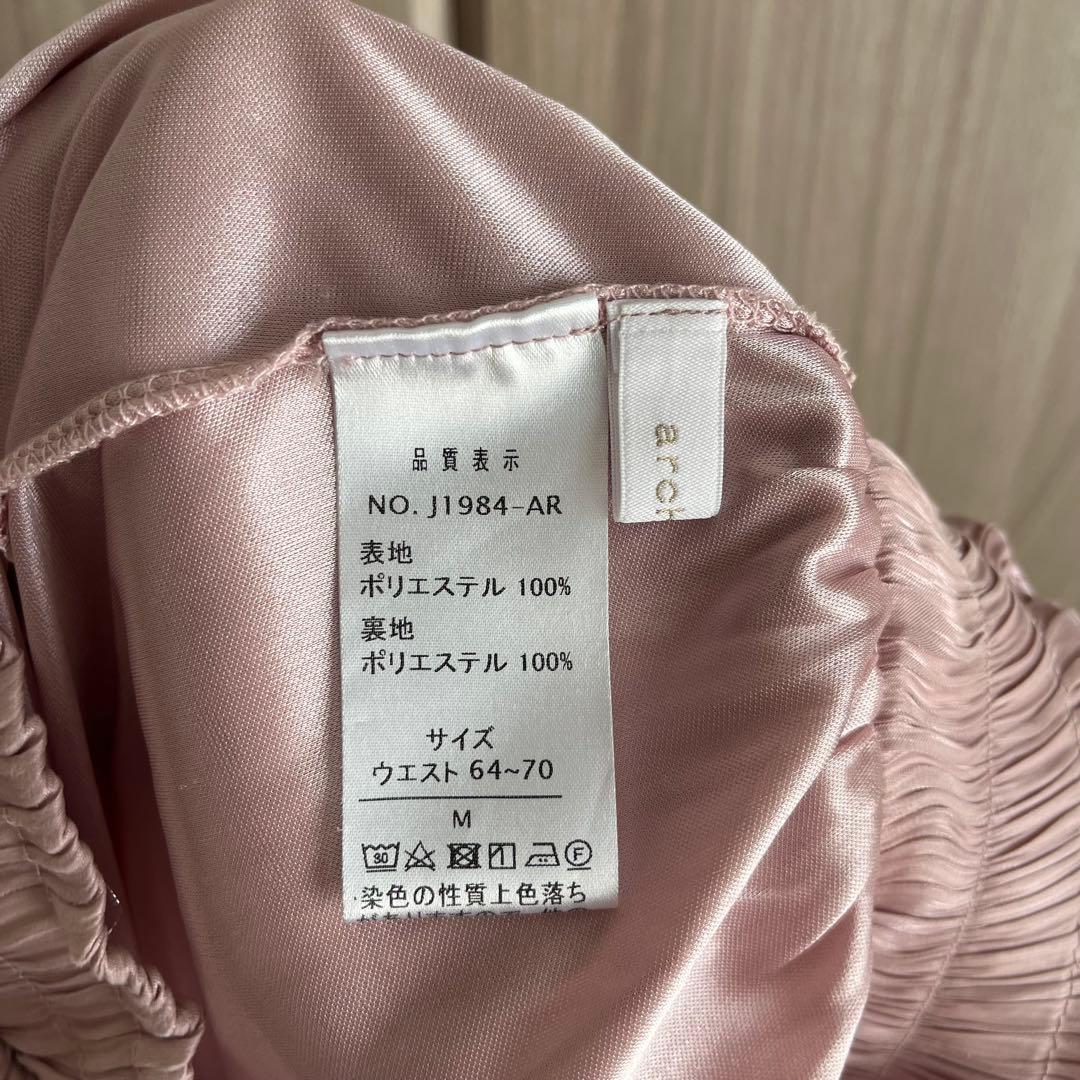 品質表示
NO. J1984-AR
表地
ポリエステル 100%
裏地
ポリエステル 100%
サイズ
ウエスト 64~70
M
30 1 F
染色の性質上色落ち
arch